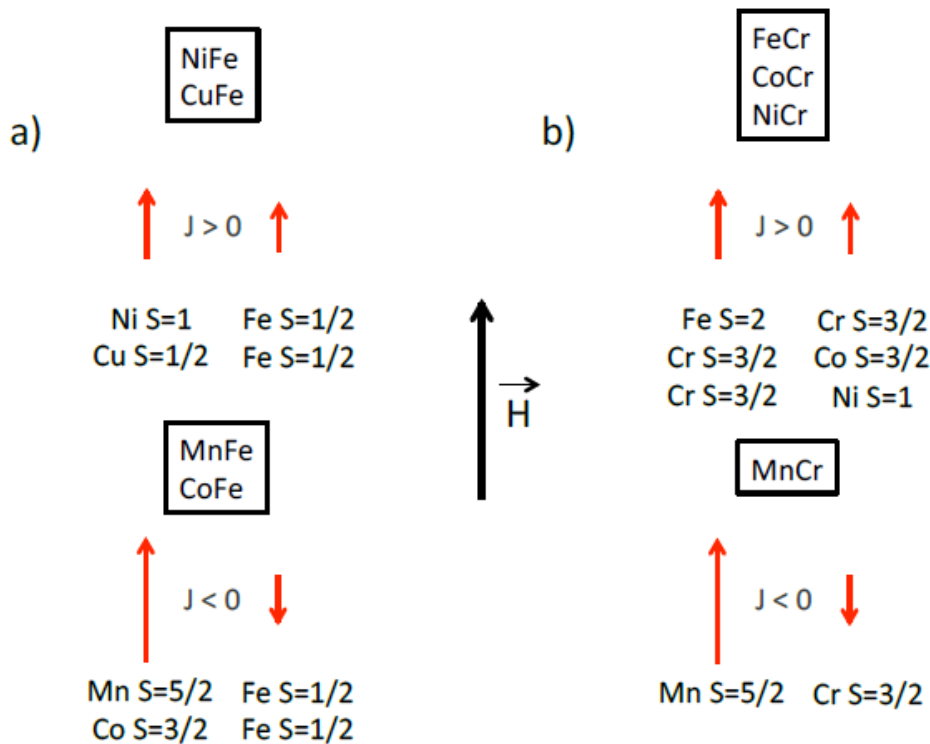 NiFe
CuFe
a)
J > 0
Ni S=1 Fe S=1/2
Cu S=1/2 Fe S=1/2
MnFe
CoFe
J < 0
Mn S=5/2 Fe S=1/2
Co S=3/2 Fe S=1/2
H
FeCr
CoCr
NiCr
b)
J > 0
Fe S=2 Cr S=3/2
Cr S=3/2 Co S=3/2
Cr S=3/2 Ni S=1
MnCr
J < 0
Mn S=5/2 Cr S=3/2